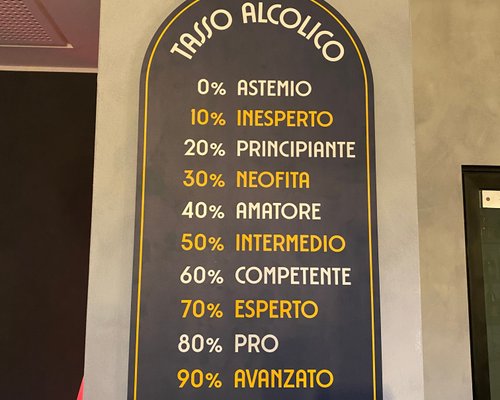 TASSO ALCOLICO
0% ASTEMIO
10% INESPERTO
20% PRINCIPIANTE
30% NEOFITA
40% AMATORE
50% INTERMEDIO
60% COMPETENTE
70% ESPERTO
80% PRO
90% AVANZATO